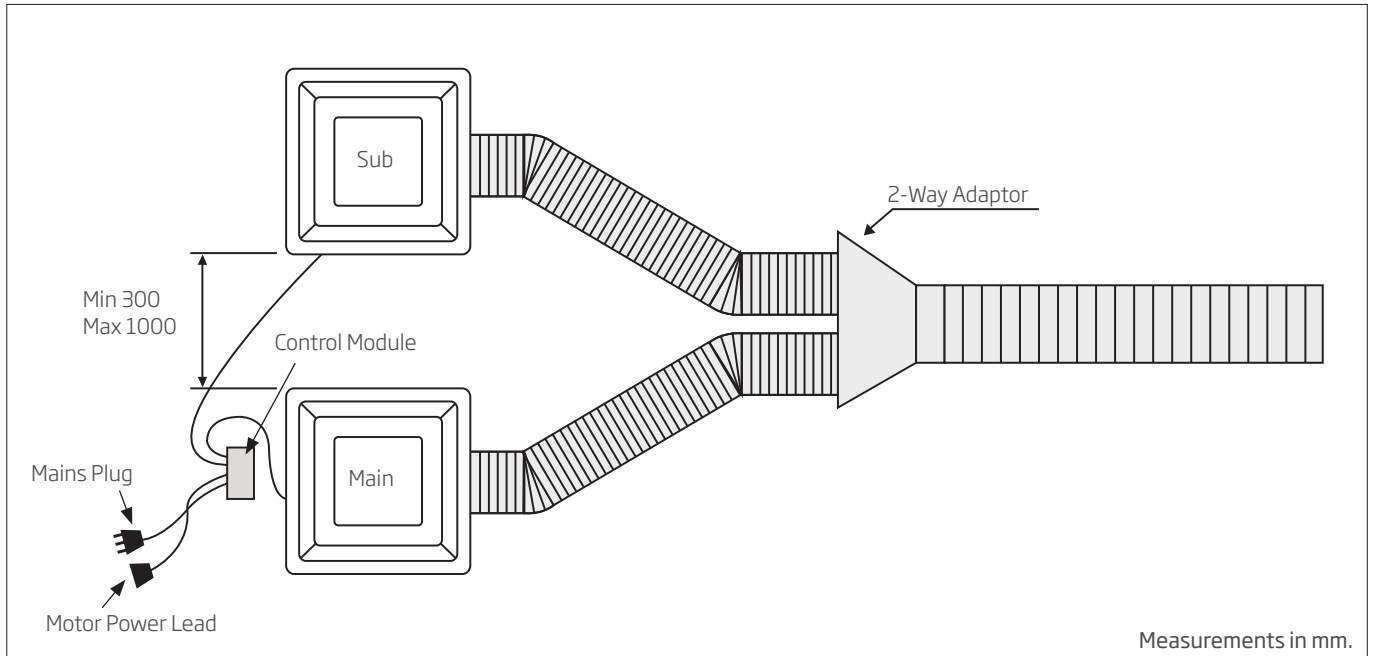 Sub
2-Way Adaptor
Min 300
Max 1000
Control Module
Main
Mains Plug
Motor Power Lead
Measurements in mm.